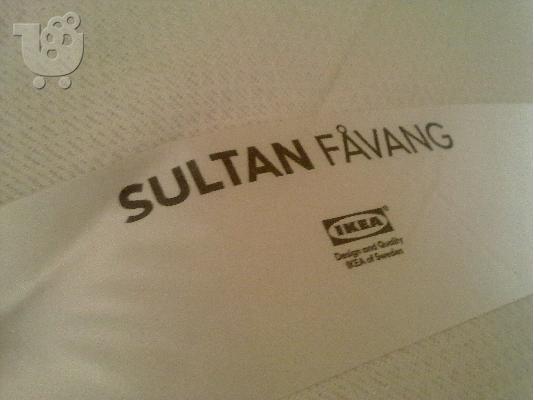 SULTAN FÅVANG
IKEA®
Design and Quality
IKEA of Sweden